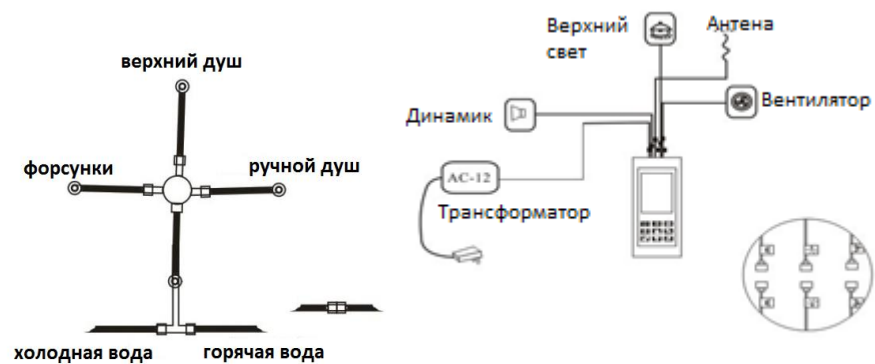 верхний душ
форсунки
ручной душ
холодная вода
горячая вода
Верхний
свет
Антена
Динамик
Вентилятор
AC-12
Трансформатор